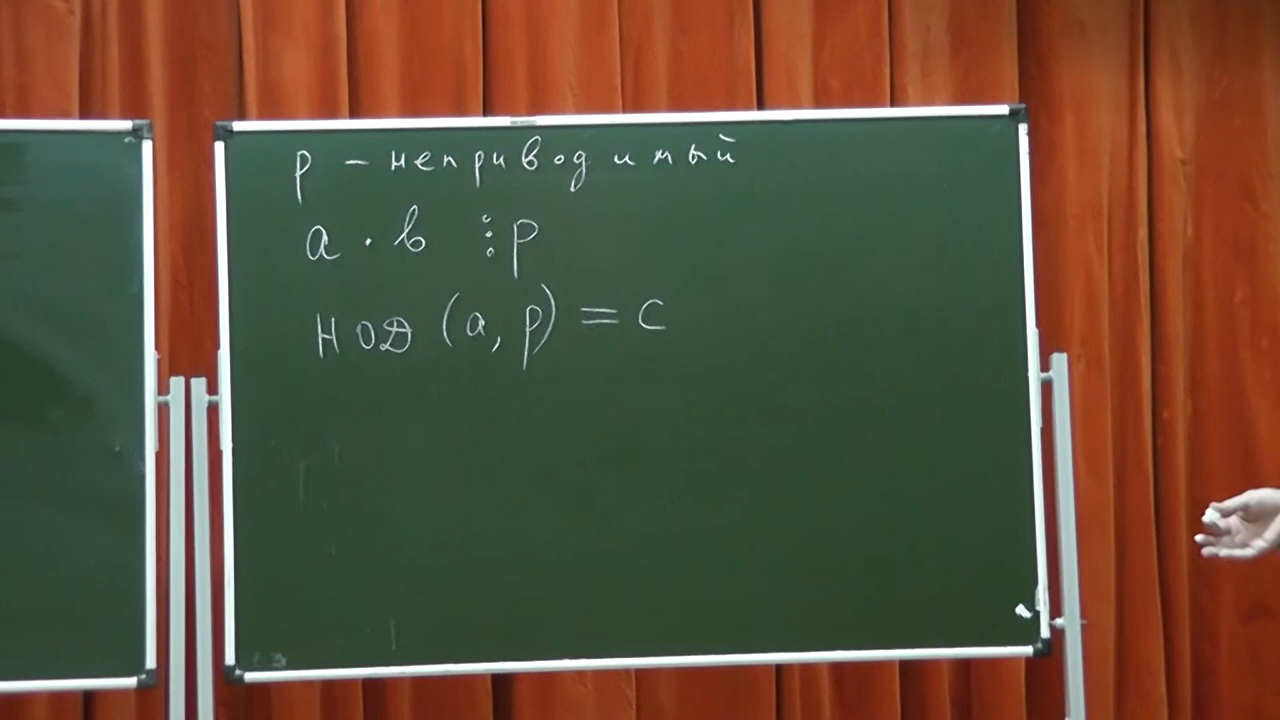 р – неприводимый
а · в ⋮ р
НОД (а, р) = с